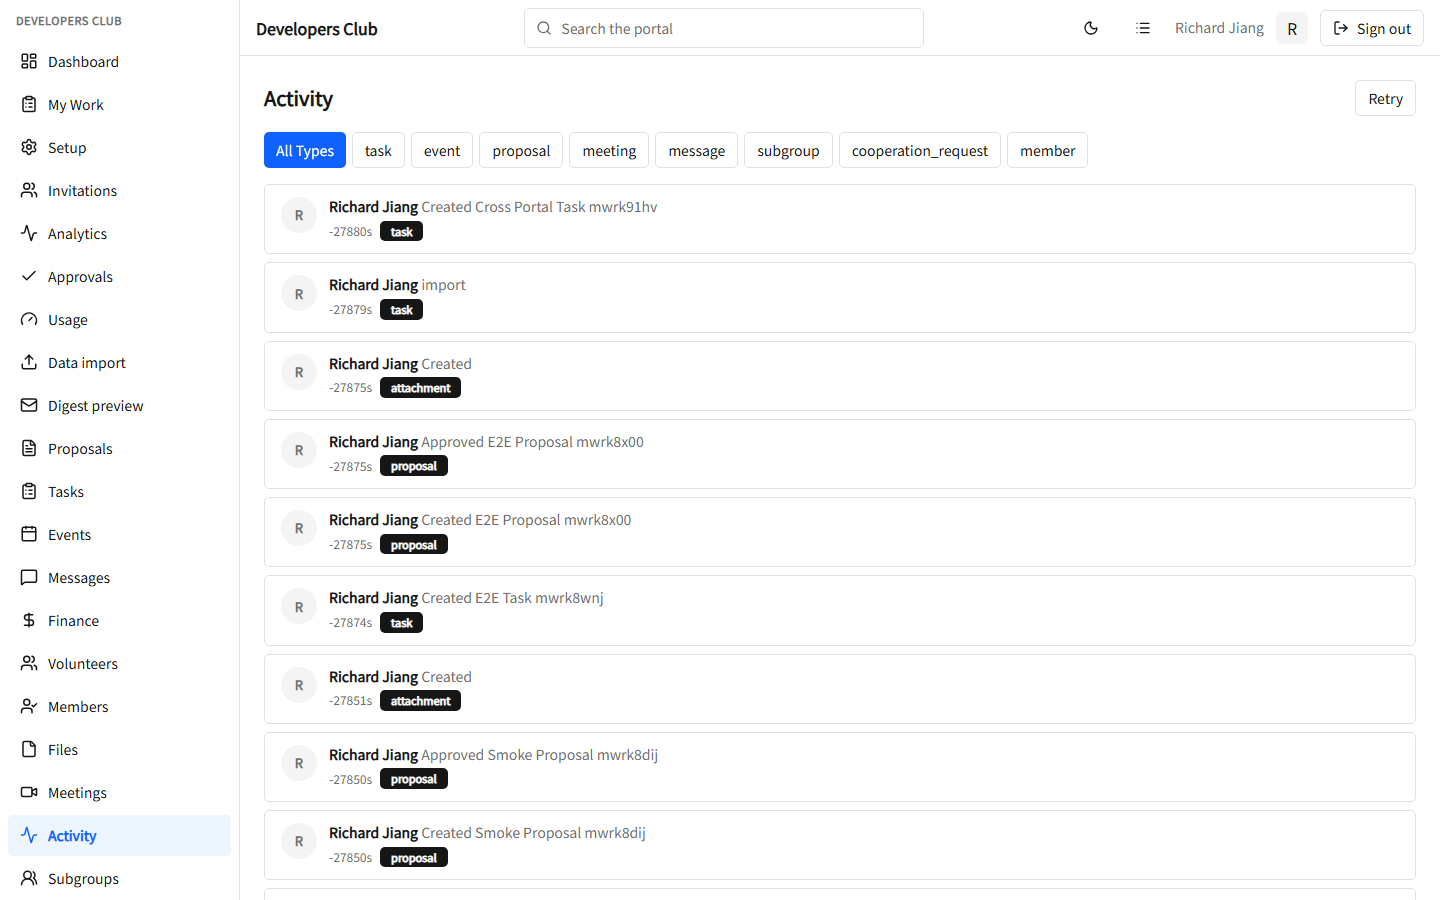 DEVELOPERS CLUB
Dashboard
My Work
Setup
Invitations
Analytics
Approvals
Usage
Data import
Digest preview
Proposals
Tasks
Events
Messages
Finance
Volunteers
Members
Files
Meetings
Activity
Subgroups
Developers Club
Search the portal
Richard Jiang
R
Sign out
Activity
Retry
All Types
task
event
proposal
meeting
message
subgroup
cooperation_request
member
R
Richard Jiang Created Cross Portal Task mwrk91hv
-27880s task
R
Richard Jiang import
-27879s task
R
Richard Jiang Created
-27875s attachment
R
Richard Jiang Approved E2E Proposal mwrk8x00
-27875s proposal
R
Richard Jiang Created E2E Proposal mwrk8x00
-27875s proposal
R
Richard Jiang Created E2E Task mwrk8wnj
-27874s task
R
Richard Jiang Created
-27851s attachment
R
Richard Jiang Approved Smoke Proposal mwrk8dij
-27850s proposal
R
Richard Jiang Created Smoke Proposal mwrk8dij
-27850s proposal